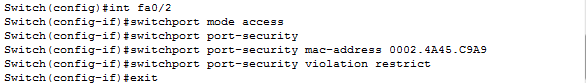 Switch(config)#int fa0/2
Switch(config-if)#switchport mode access
Switch(config-if)#switchport port-security
Switch(config-if)#switchport port-security mac-address 0002.4A45.C9A9
Switch(config-if)#switchport port-security violation restrict
Switch(config-if)#exit